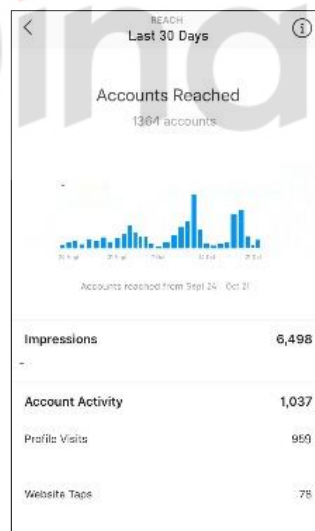 REACH
Last 30 Days
Accounts Reached
1364 accounts
Accounts reached from Sept 24 - Oct 21
Impressions 6,498
-
Account Activity 1,037
Profile Visits 959
Website Taps 78